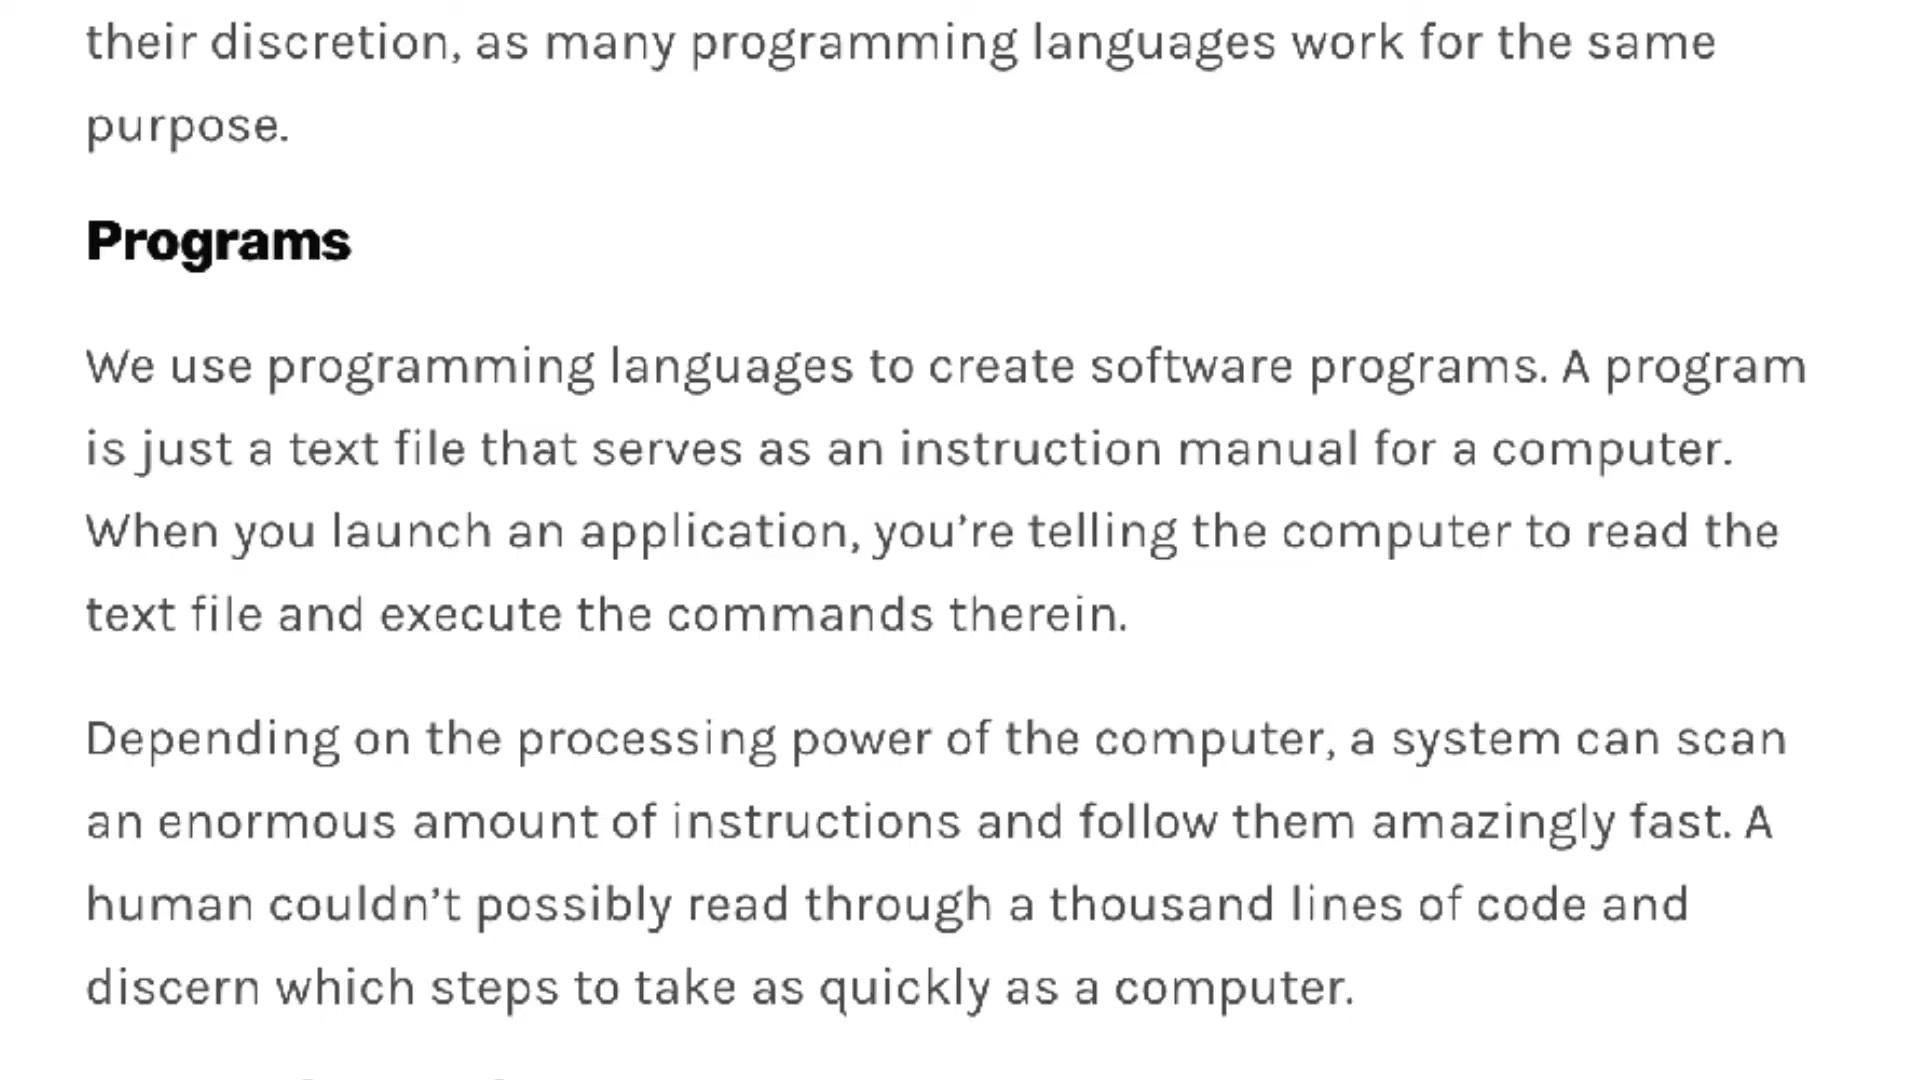 their discretion, as many programming languages work for the same
purpose.
Programs
We use programming languages to create software programs. A program
is just a text file that serves as an instruction manual for a computer.
When you launch an application, you’re telling the computer to read the
text file and execute the commands therein.
Depending on the processing power of the computer, a system can scan
an enormous amount of instructions and follow them amazingly fast. A
human couldn’t possibly read through a thousand lines of code and
discern which steps to take as quickly as a computer.